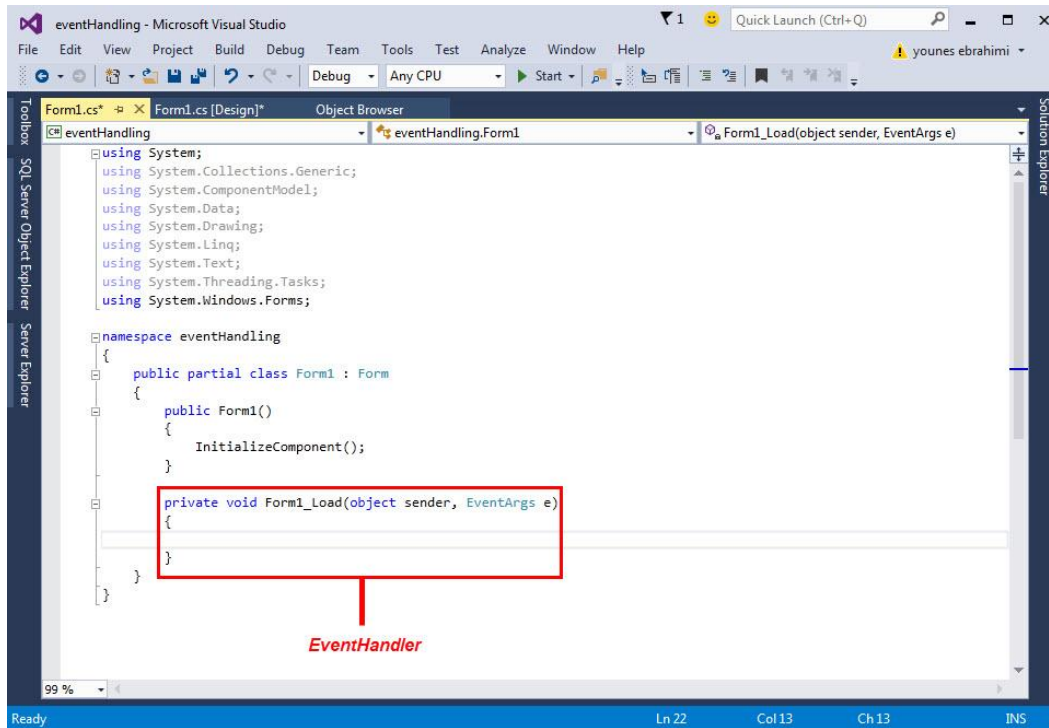 eventHandling - Microsoft Visual Studio
1
Quick Launch (Ctrl+Q)
File Edit View Project Build Debug Team Tools Test Analyze Window Help
younes ebrahimi
Debug Any CPU Start
Form1.cs* Form1.cs [Design]* Object Browser
C# eventHandling eventHandling.Form1 Form1_Load(object sender, EventArgs e)
Toolbox
SQL Server Object Explorer
Server Explorer
Solution Explorer
using System;
using System.Collections.Generic;
using System.ComponentModel;
using System.Data;
using System.Drawing;
using System.Linq;
using System.Text;
using System.Threading.Tasks;
using System.Windows.Forms;
namespace eventHandling
{
public partial class Form1 : Form
{
public Form1()
{
InitializeComponent();
}
private void Form1_Load(object sender, EventArgs e)
{
}
}
}
EventHandler
99 %
Ready Ln 22 Col 13 Ch 13 INS